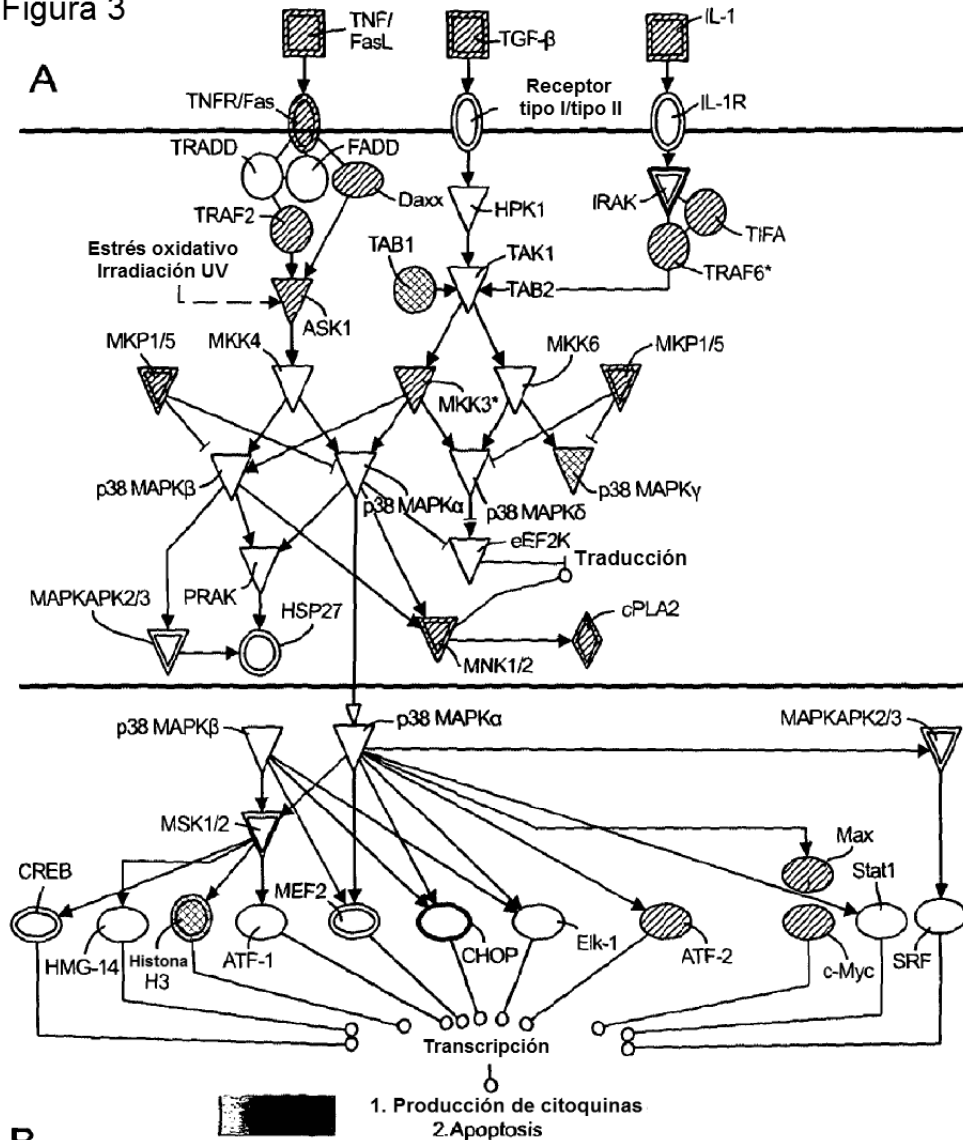 Figura 3
A
TNF/
FasL
TGF-β
IL-1
TNFR/Fas
Receptor
tipo I/tipo II
IL-1R
TRADD
FADD
Daxx
HPK1
IRAK
TIFA
TRAF2
Estrés oxidativo
Irradiación UV
TAB1
TAK1
TAB2
TRAF6*
ASK1
MKP1/5
MKK4
MKK3*
MKK6
MKP1/5
p38 MAPKβ
p38 MAPKα
p38 MAPKδ
p38 MAPKγ
eEF2K
Traducción
MAPKAPK2/3
PRAK
HSP27
MNK1/2
cPLA2
p38 MAPKβ
p38 MAPKα
MAPKAPK2/3
MSK1/2
Max
CREB
MEF2
Stat1
HMG-14
Histona
H3
ATF-1
CHOP
Elk-1
ATF-2
c-Myc
SRF
Transcripción
1. Producción de citoquinas
2.Apoptosis
B